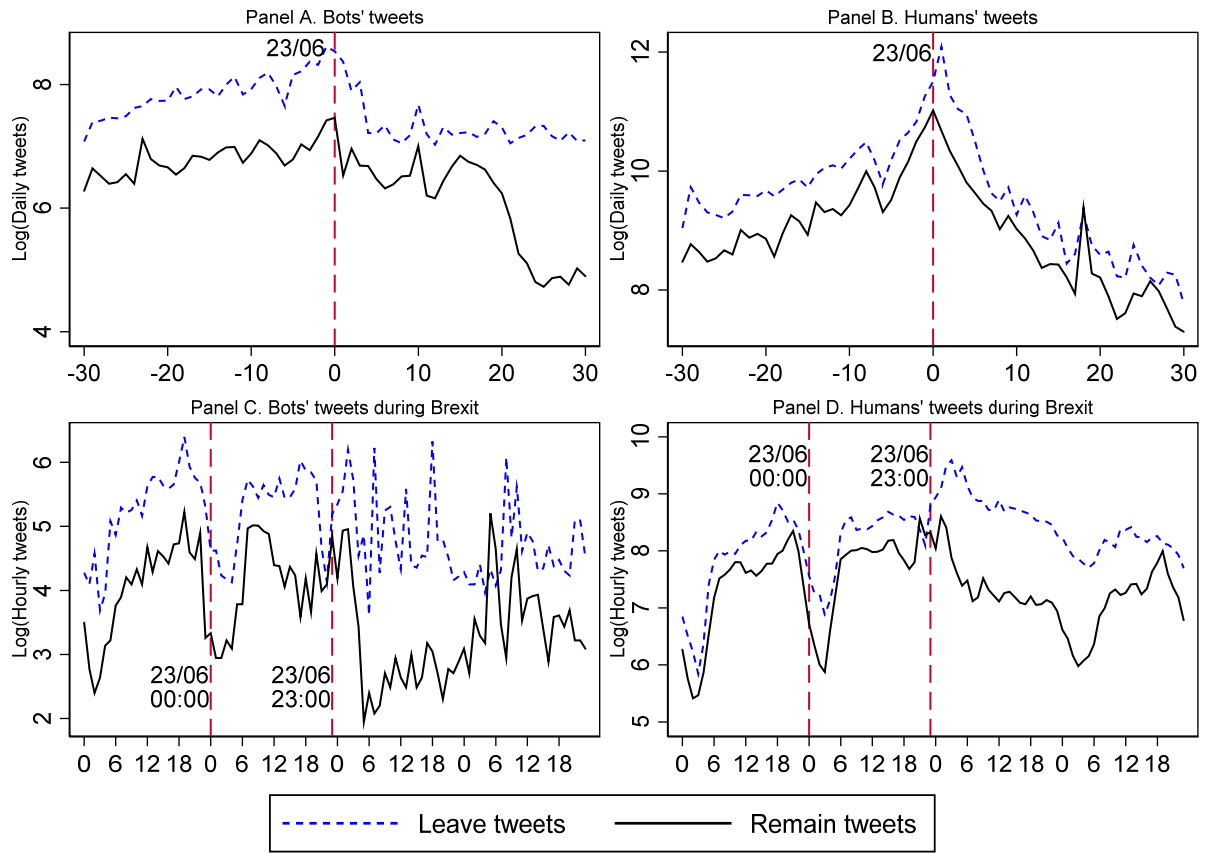 Panel A. Bots' tweets
Log(Daily tweets)
8
6
4
23/06
-30 -20 -10 0 10 20 30
Panel B. Humans' tweets
Log(Daily tweets)
12
10
8
23/06
-30 -20 -10 0 10 20 30
Panel C. Bots' tweets during Brexit
Log(Hourly tweets)
6
5
4
3
2
23/06 23/06
00:00 23:00
0 6 12 18 0 6 12 18 0 6 12 18 0 6 12 18
Panel D. Humans' tweets during Brexit
Log(Hourly tweets)
10
9
8
7
6
5
23/06 23/06
00:00 23:00
0 6 12 18 0 6 12 18 0 6 12 18 0 6 12 18
Leave tweets Remain tweets